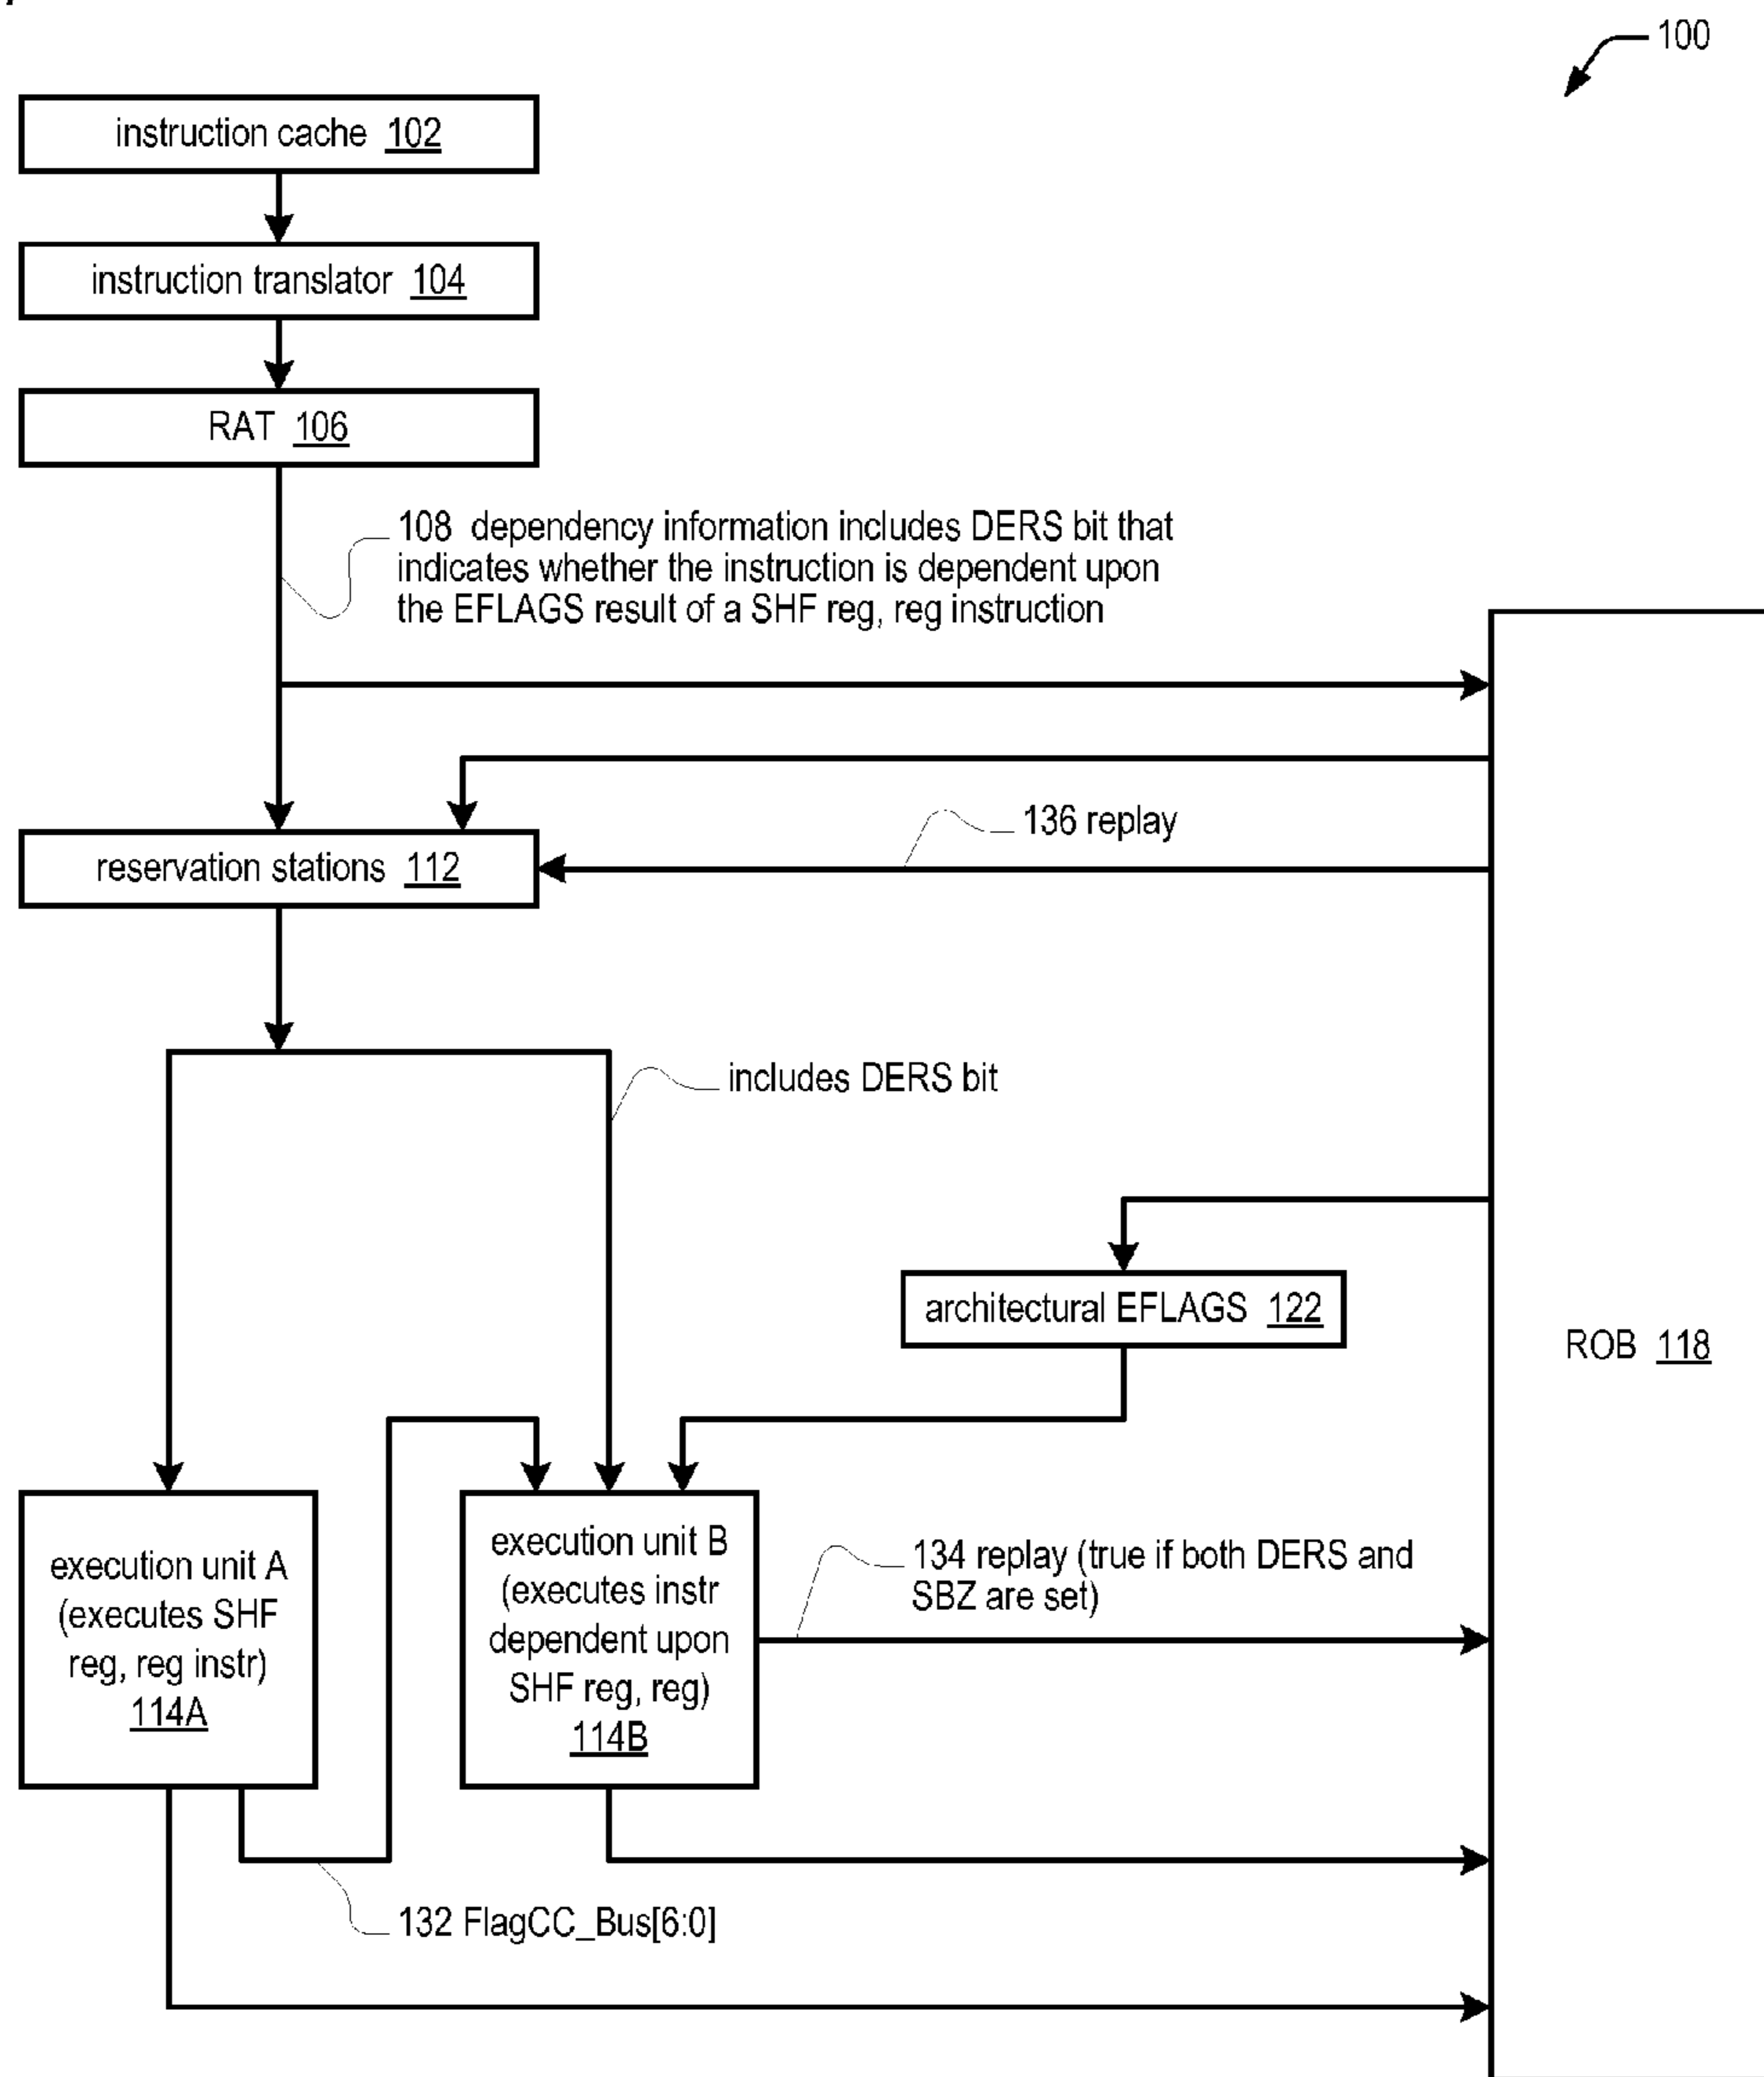 100
instruction cache 102
instruction translator 104
RAT 106
108 dependency information includes DERS bit that
indicates whether the instruction is dependent upon
the EFLAGS result of a SHF reg, reg instruction
136 replay
reservation stations 112
includes DERS bit
architectural EFLAGS 122
ROB 118
execution unit A
(executes SHF
reg, reg instr)
114A
execution unit B
(executes instr
dependent upon
SHF reg, reg)
114B
134 replay (true if both DERS and
SBZ are set)
132 FlagCC_Bus[6:0]